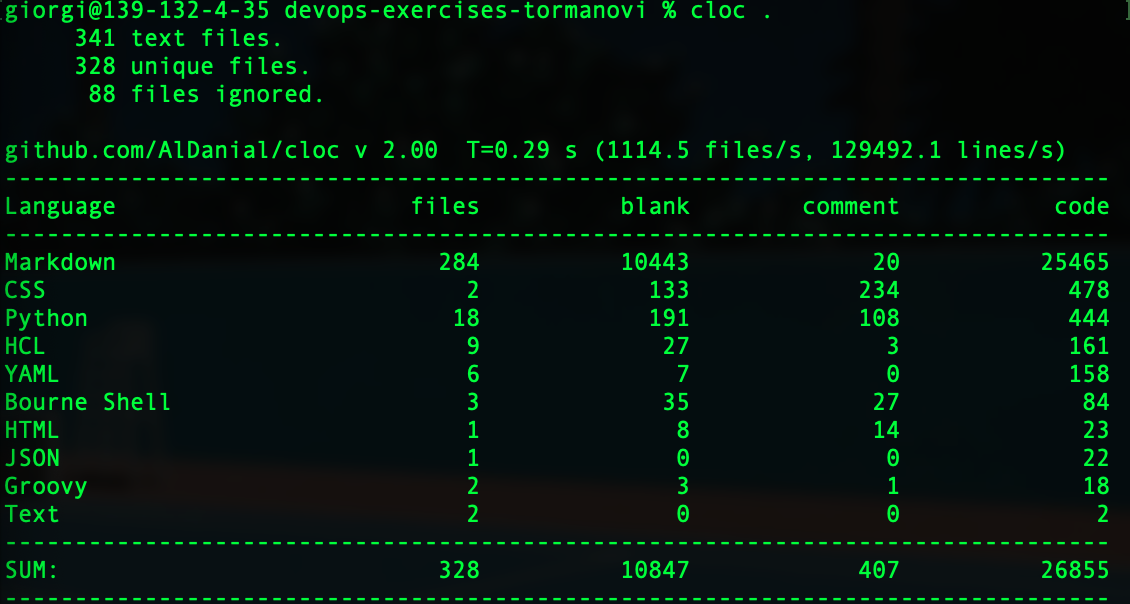 giorgi@139-132-4-35 devops-exercises-tormanovi % cloc .
341 text files.
328 unique files.
88 files ignored.
github.com/AlDanial/cloc v 2.00  T=0.29 s (1114.5 files/s, 129492.1 lines/s)
-------------------------------------------------------------------------------
Language                     files          blank        comment           code
-------------------------------------------------------------------------------
Markdown                       284          10443             20          25465
CSS                              2            133            234            478
Python                          18            191            108            444
HCL                              9             27              3            161
YAML                             6              7              0            158
Bourne Shell                     3             35             27             84
HTML                             1              8             14             23
JSON                             1              0              0             22
Groovy                           2              3              1             18
Text                             2              0              0              2
-------------------------------------------------------------------------------
SUM:                           328          10847            407          26855
-------------------------------------------------------------------------------